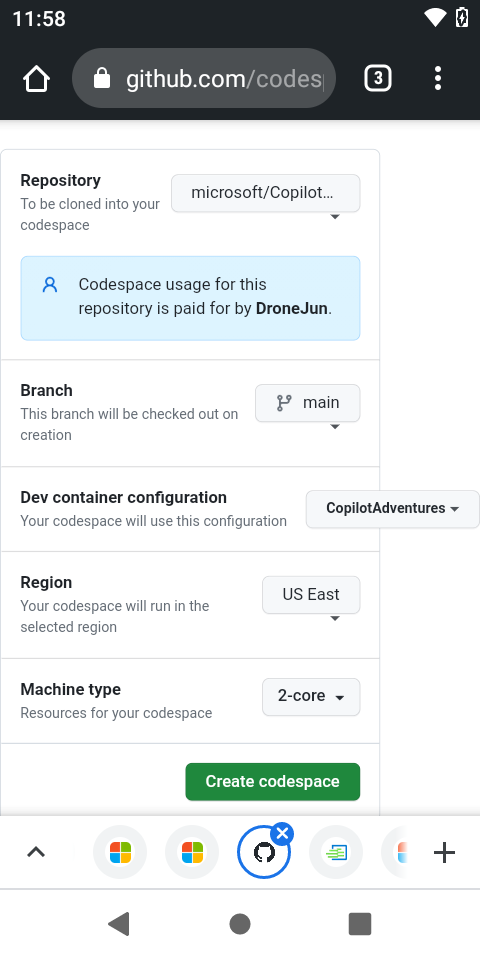 11:58
github.com/codes
3
Repository
To be cloned into your
codespace
microsoft/Copilot...
Codespace usage for this
repository is paid for by DroneJun.
Branch
This branch will be checked out on
creation
main
Dev container configuration
Your codespace will use this configuration
CopilotAdventures
Region
Your codespace will run in the
selected region
US East
Machine type
Resources for your codespace
2-core
Create codespace